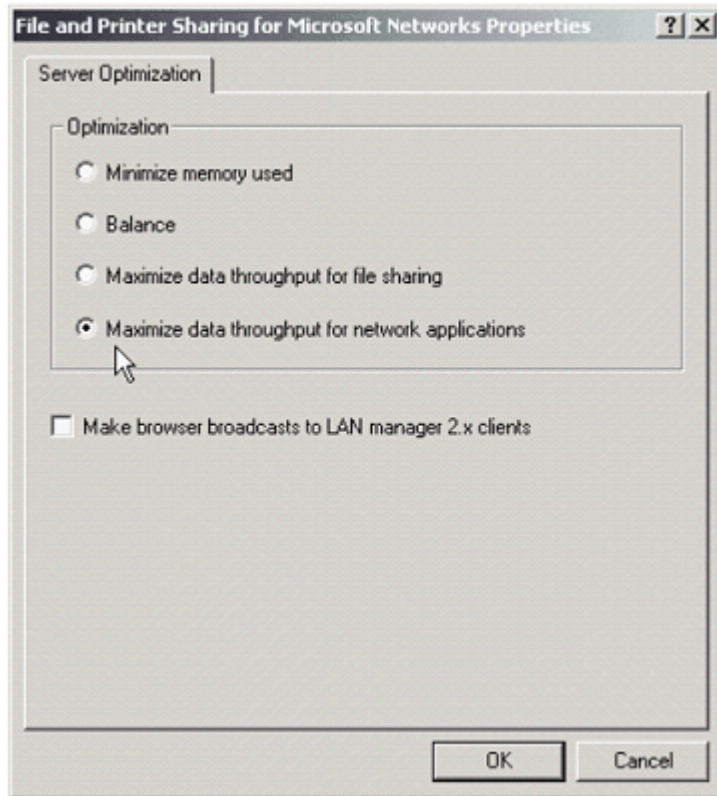 File and Printer Sharing for Microsoft Networks Properties
Server Optimization
Optimization
Minimize memory used
Balance
Maximize data throughput for file sharing
Maximize data throughput for network applications
Make browser broadcasts to LAN manager 2.x clients
OK Cancel